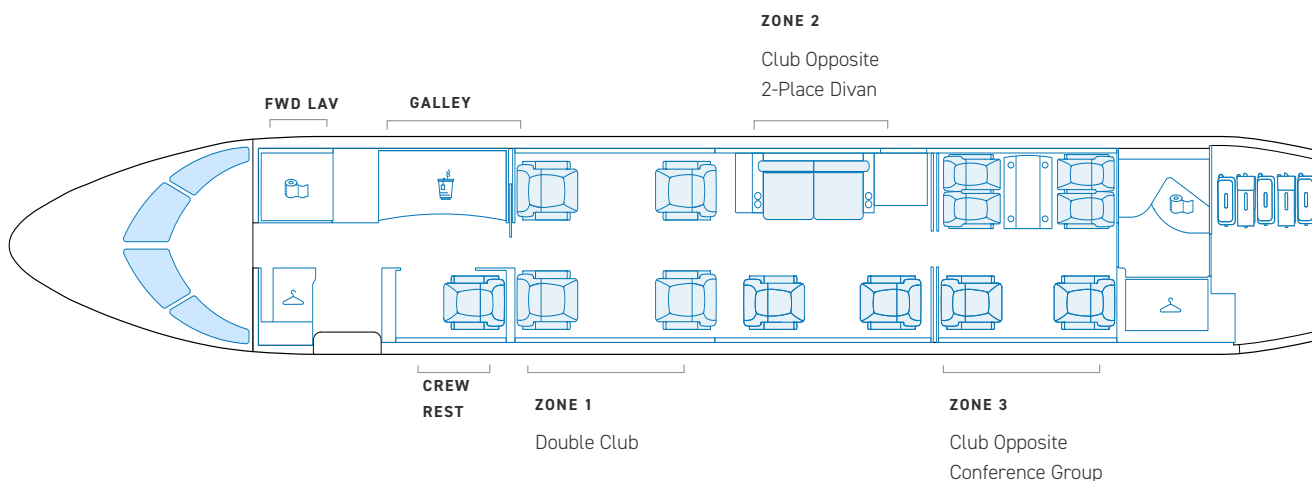 ZONE 2
Club Opposite
2-Place Divan
FWD LAV
GALLEY
CREW
REST
ZONE 1
Double Club
ZONE 3
Club Opposite
Conference Group